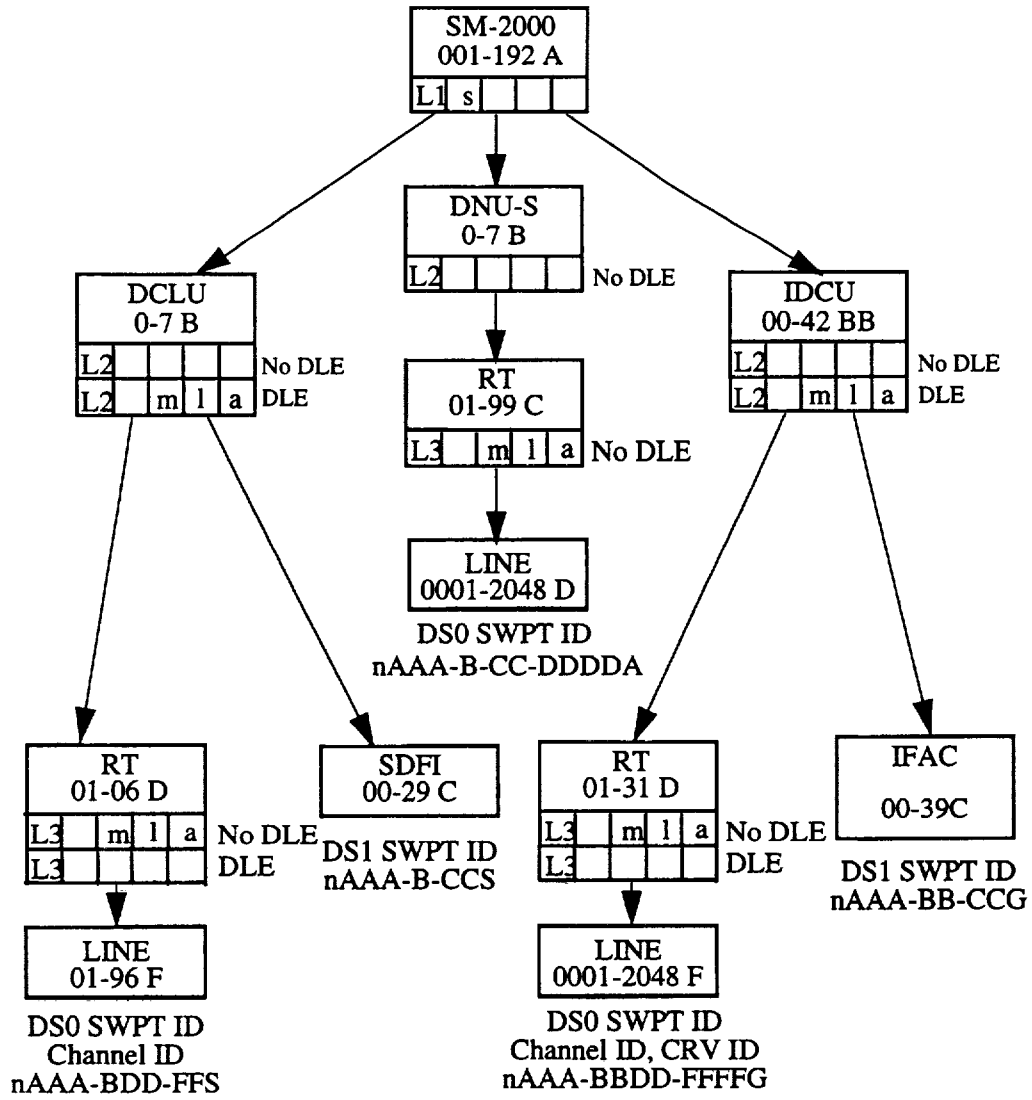 SM-2000
001-192 A
L1 s
DNU-S
0-7 B
L2 No DLE
DCLU
0-7 B
L2 No DLE
L2 m l a DLE
IDCU
00-42 BB
L2 No DLE
L2 m l a DLE
RT
01-99 C
L3 m l a No DLE
LINE
0001-2048 D
DS0 SWPT ID
nAAA-B-CC-DDDDA
RT
01-06 D
L3 m l a No DLE
L3 DLE
SDFI
00-29 C
DS1 SWPT ID
nAAA-B-CCS
RT
01-31 D
L3 m l a No DLE
L3 DLE
IFAC
00-39C
DS1 SWPT ID
nAAA-BB-CCG
LINE
01-96 F
DS0 SWPT ID
Channel ID
nAAA-BDD-FFS
LINE
0001-2048 F
DS0 SWPT ID
Channel ID, CRV ID
nAAA-BBDD-FFFFG